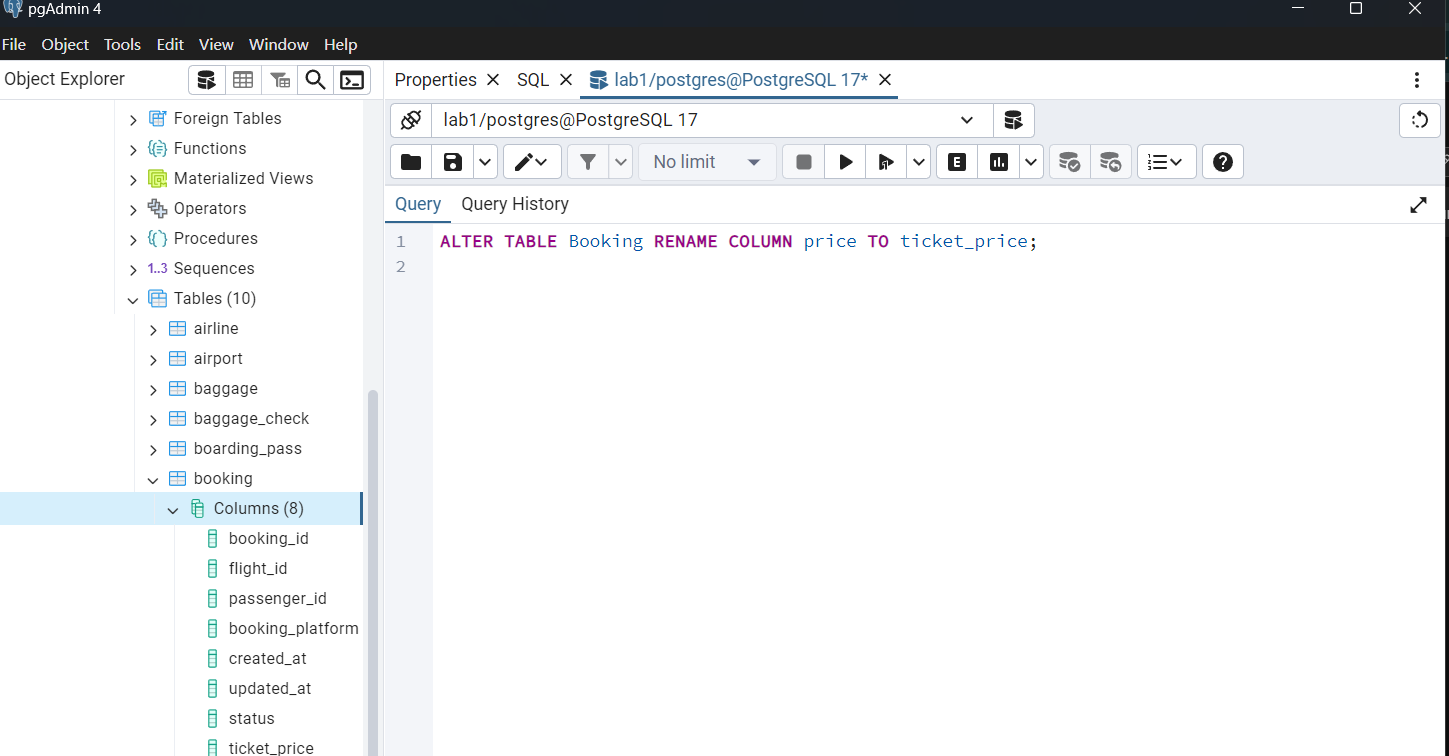 pgAdmin 4
File Object Tools Edit View Window Help
Object Explorer
Properties SQL lab1/postgres@PostgreSQL 17*
lab1/postgres@PostgreSQL 17
No limit
E
Query Query History
1 ALTER TABLE Booking RENAME COLUMN price TO ticket_price;
2
Foreign Tables
Functions
Materialized Views
Operators
Procedures
1..3 Sequences
Tables (10)
airline
airport
baggage
baggage_check
boarding_pass
booking
Columns (8)
booking_id
flight_id
passenger_id
booking_platform
created_at
updated_at
status
ticket_price